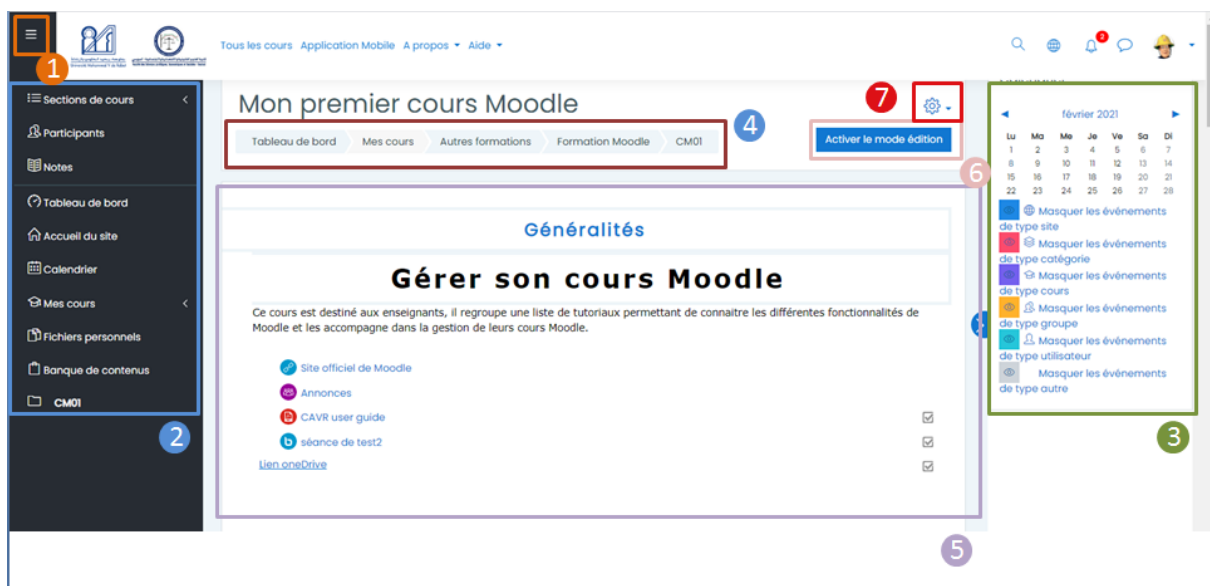 Tous les cours Application Mobile A propos Aide
2
1
Sections de cours
Participants
Notes
Tableau de bord
Accueil du site
Calendrier
Mes cours
Fichiers personnels
Banque de contenus
CM01
2
Mon premier cours Moodle
7
Tableau de bord Mes cours Autres formations Formation Moodle CM01
4
Activer le mode édition
6
Généralités
Gérer son cours Moodle
Ce cours est destiné aux enseignants, il regroupe une liste de tutoriaux permettant de connaitre les différentes fonctionnalités de
Moodle et les accompagne dans la gestion de leurs cours Moodle.
Site officiel de Moodle
Annonces
CAVR user guide
séance de test2
Lien oneDrive
5
février 2021
Lu Ma Me Je Ve Sa Di
1 2 3 4 5 6 7
8 9 10 11 12 13 14
15 16 17 18 19 20 21
22 23 24 25 26 27 28
Masquer les événements
de type site
Masquer les événements
de type catégorie
Masquer les événements
de type cours
Masquer les événements
de type groupe
Masquer les événements
de type utilisateur
Masquer les événements
de type autre
3